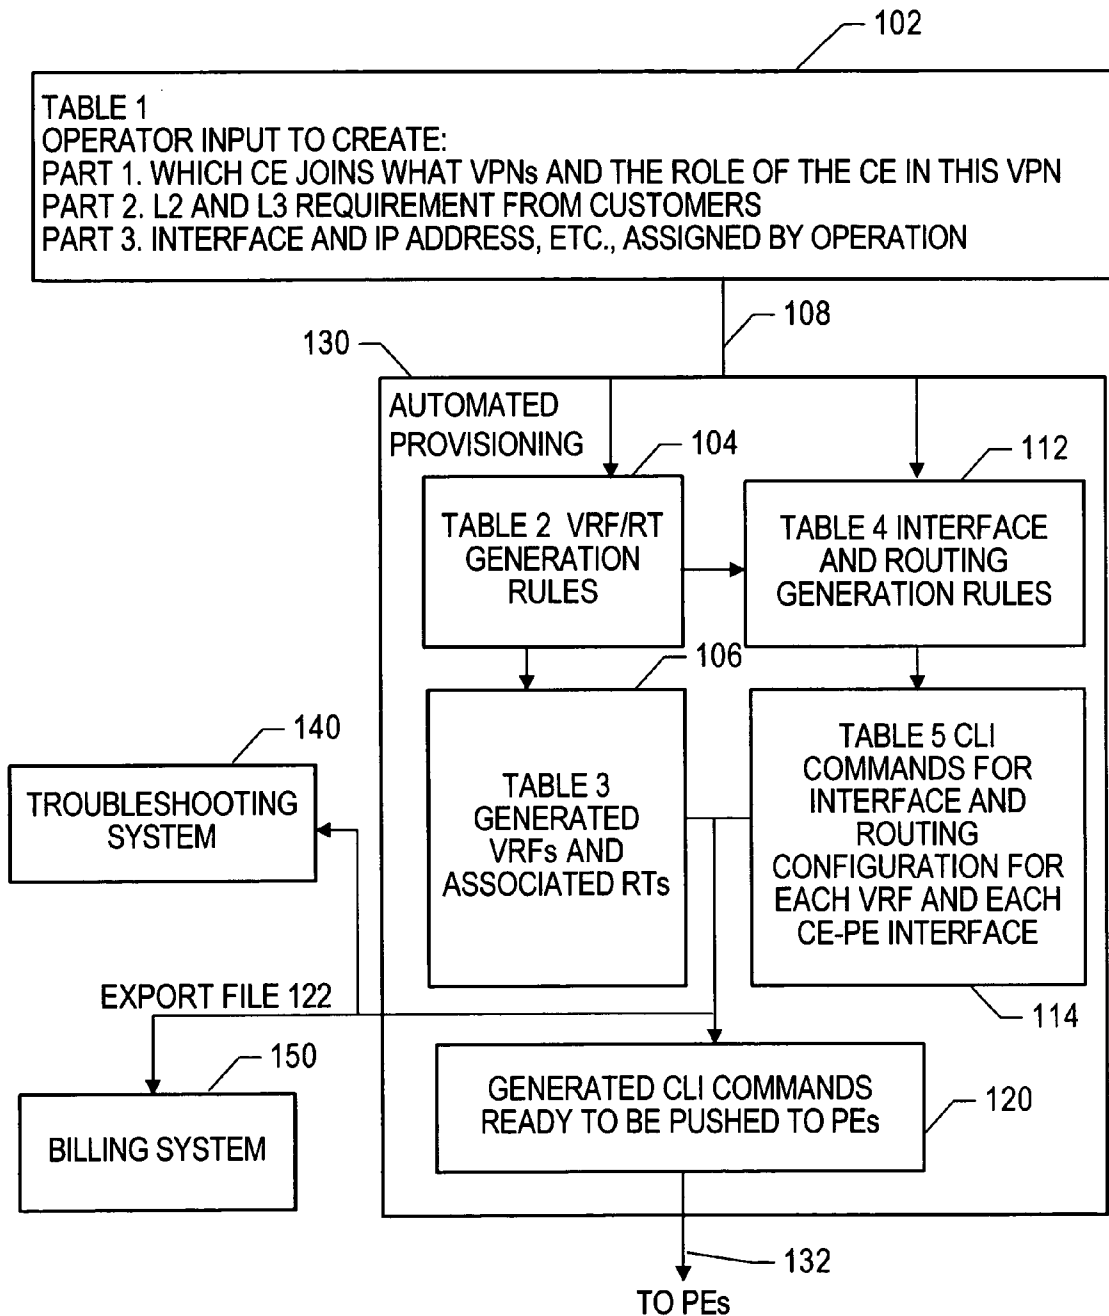 102
TABLE 1
OPERATOR INPUT TO CREATE:
PART 1. WHICH CE JOINS WHAT VPNs AND THE ROLE OF THE CE IN THIS VPN
PART 2. L2 AND L3 REQUIREMENT FROM CUSTOMERS
PART 3. INTERFACE AND IP ADDRESS, ETC., ASSIGNED BY OPERATION
108
130
AUTOMATED
PROVISIONING
104
112
TABLE 2 VRF/RT
GENERATION
RULES
TABLE 4 INTERFACE
AND ROUTING
GENERATION RULES
106
TABLE 3
GENERATED
VRFs AND
ASSOCIATED RTs
TABLE 5 CLI
COMMANDS FOR
INTERFACE AND
ROUTING
CONFIGURATION FOR
EACH VRF AND EACH
CE-PE INTERFACE
114
140
TROUBLESHOOTING
SYSTEM
EXPORT FILE 122
150
BILLING SYSTEM
GENERATED CLI COMMANDS
READY TO BE PUSHED TO PEs
120
132
TO PEs